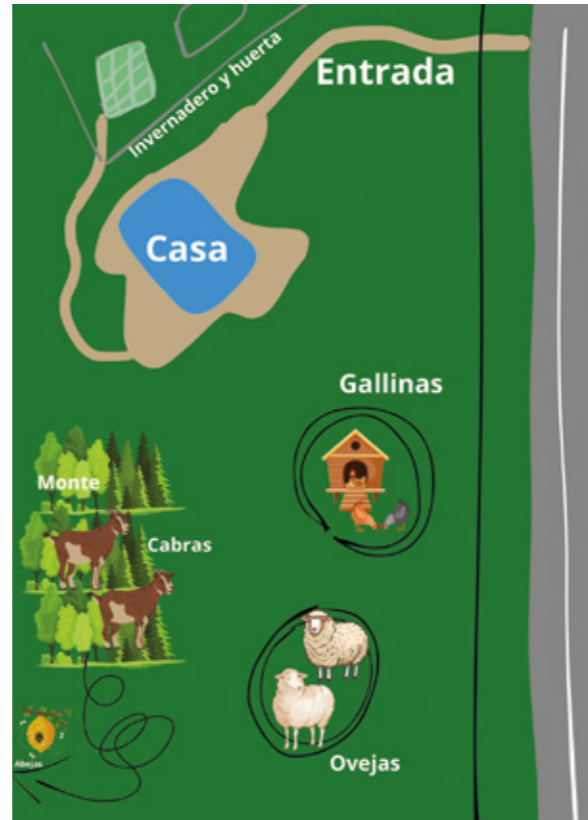 Entrada
Invernadero y huerta
Casa
Gallinas
Monte
Cabras
Ovejas
Abejas